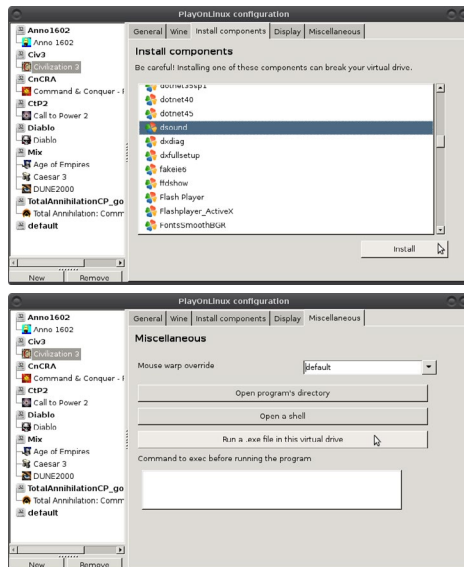 PlayOnLinux configuration
Anno1602
Anno 1602
Civ3
Civilization 3
CnCRA
Command & Conquer - 
CtP2
Call to Power 2
Diablo
Diablo
Mix
Age of Empires
Caesar 3
DUNE2000
TotalAnnihilationCP_go
Total Annihilation: Comm
default
New Remove
General Wine Install components Display Miscellaneous
Install components
Be careful! Installing one of these components can break your virtual drive.
dotnet35sp1
dotnet40
dotnet45
dsound
dxdiag
dxfullsetup
fakeie6
ffdshow
Flash Player
Flashplayer_ActiveX
FontsSmoothBGR
Install
PlayOnLinux configuration
Anno1602
Anno 1602
Civ3
Civilization 3
CnCRA
Command & Conquer - 
CtP2
Call to Power 2
Diablo
Diablo
Mix
Age of Empires
Caesar 3
DUNE2000
TotalAnnihilationCP_go
Total Annihilation: Comm
default
New Remove
General Wine Install components Display Miscellaneous
Miscellaneous
Mouse warp override default
Open program's directory
Open a shell
Run a .exe file in this virtual drive
Command to exec before running the program